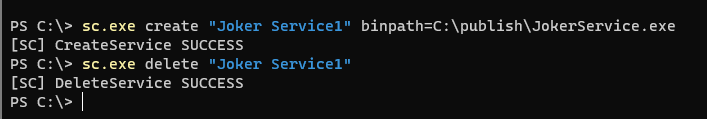 PS C:\> sc.exe create "Joker Service1" binpath=C:\publish\JokerService.exe
[SC] CreateService SUCCESS
PS C:\> sc.exe delete "Joker Service1"
[SC] DeleteService SUCCESS
PS C:\>